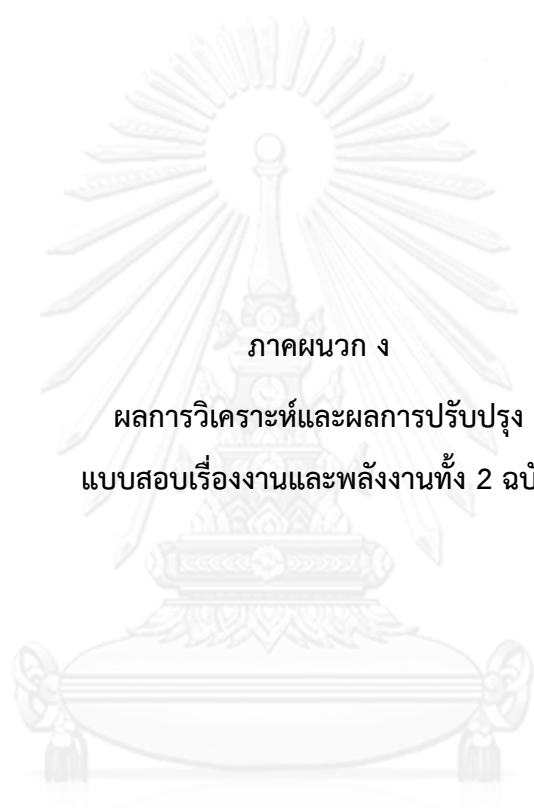 ภาคผนวก ง
ผลการวิเคราะห์และผลการปรับปรุง
แบบสอบเรื่องงานและพลังงานทั้ง 2